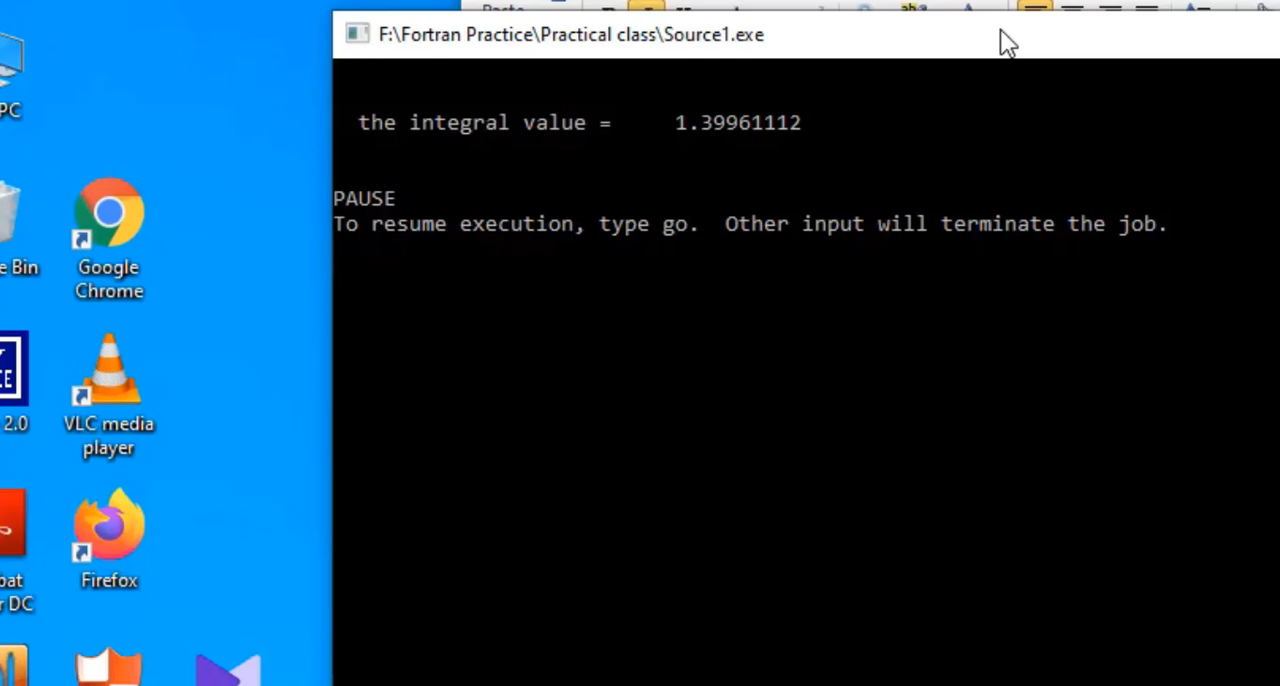 F:\Fortran Practice\Practical class\Source1.exe
the integral value = 1.39961112
PAUSE
To resume execution, type go.  Other input will terminate the job.
PC
e Bin
Google
Chrome
2.0
VLC media
player
Firefox
bat
r DC